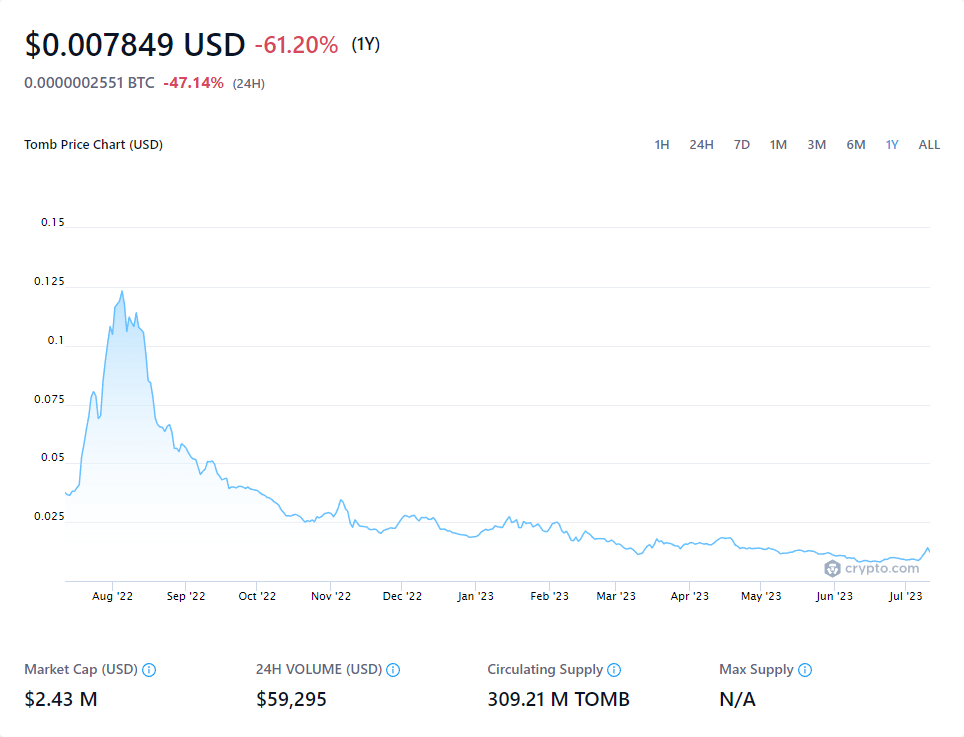 $0.007849 USD -61.20% (1Y)
0.0000002551 BTC -47.14% (24H)
Tomb Price Chart (USD) 1H 24H 7D 1M 3M 6M 1Y ALL
0.15
0.125
0.1
0.075
0.05
0.025
crypto.com
Aug '22 Sep '22 Oct '22 Nov '22 Dec '22 Jan '23 Feb '23 Mar '23 Apr '23 May '23 Jun '23 Jul '23
Market Cap (USD) 24H VOLUME (USD) Circulating Supply Max Supply
$2.43 M $59,295 309.21 M TOMB N/A